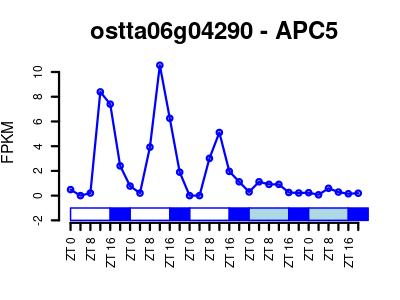 ostta06g04290 - APC5
FPKM
10
8
6
4
2
0
-2
ZT 0
ZT 8
ZT 16
ZT 0
ZT 8
ZT 16
ZT 0
ZT 8
ZT 16
ZT 0
ZT 8
ZT 16
ZT 0
ZT 8
ZT 16